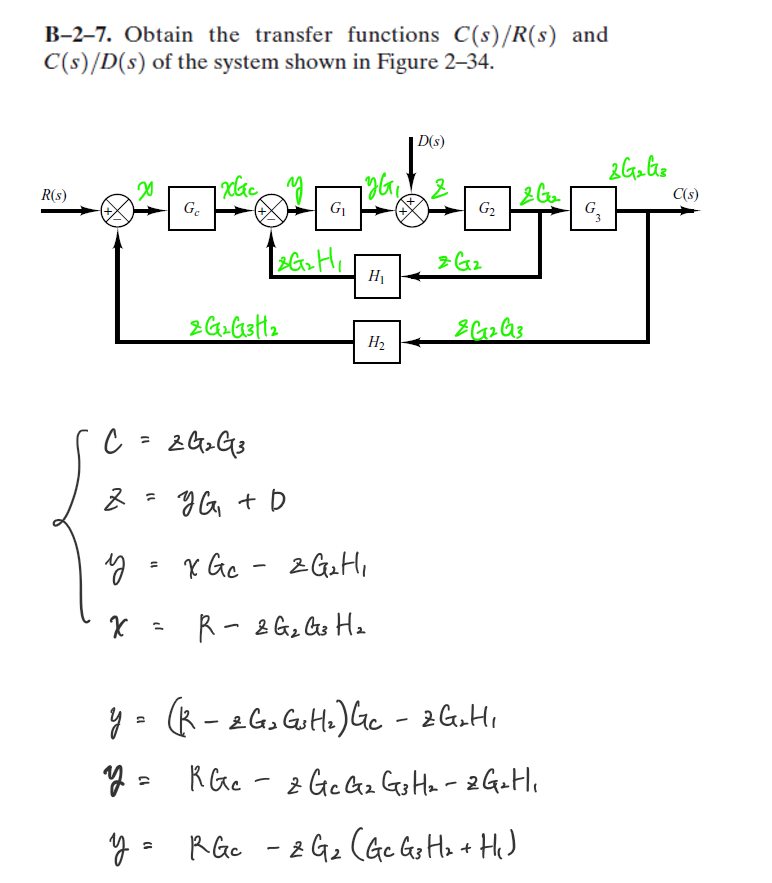 B–2–7. Obtain the transfer functions C(s)/R(s) and
C(s)/D(s) of the system shown in Figure 2–34.
D(s)
R(s) x xGc y yG₁ z zG₂ zG₂G₃ C(s)
+ − Gc + − G₁ + + G₂ G₃
zG₂H₁ H₁ zG₂
zG₂G₃H₂ H₂ zG₂G₃
C = zG₂G₃
z = yG₁ + D
y = xGc − zG₂H₁
x = R − zG₂G₃H₂
y = (R − zG₂G₃H₂)Gc − zG₂H₁
y = RGc − zGcG₂G₃H₂ − zG₂H₁
y = RGc − zG₂(GcG₃H₂ + H₁)